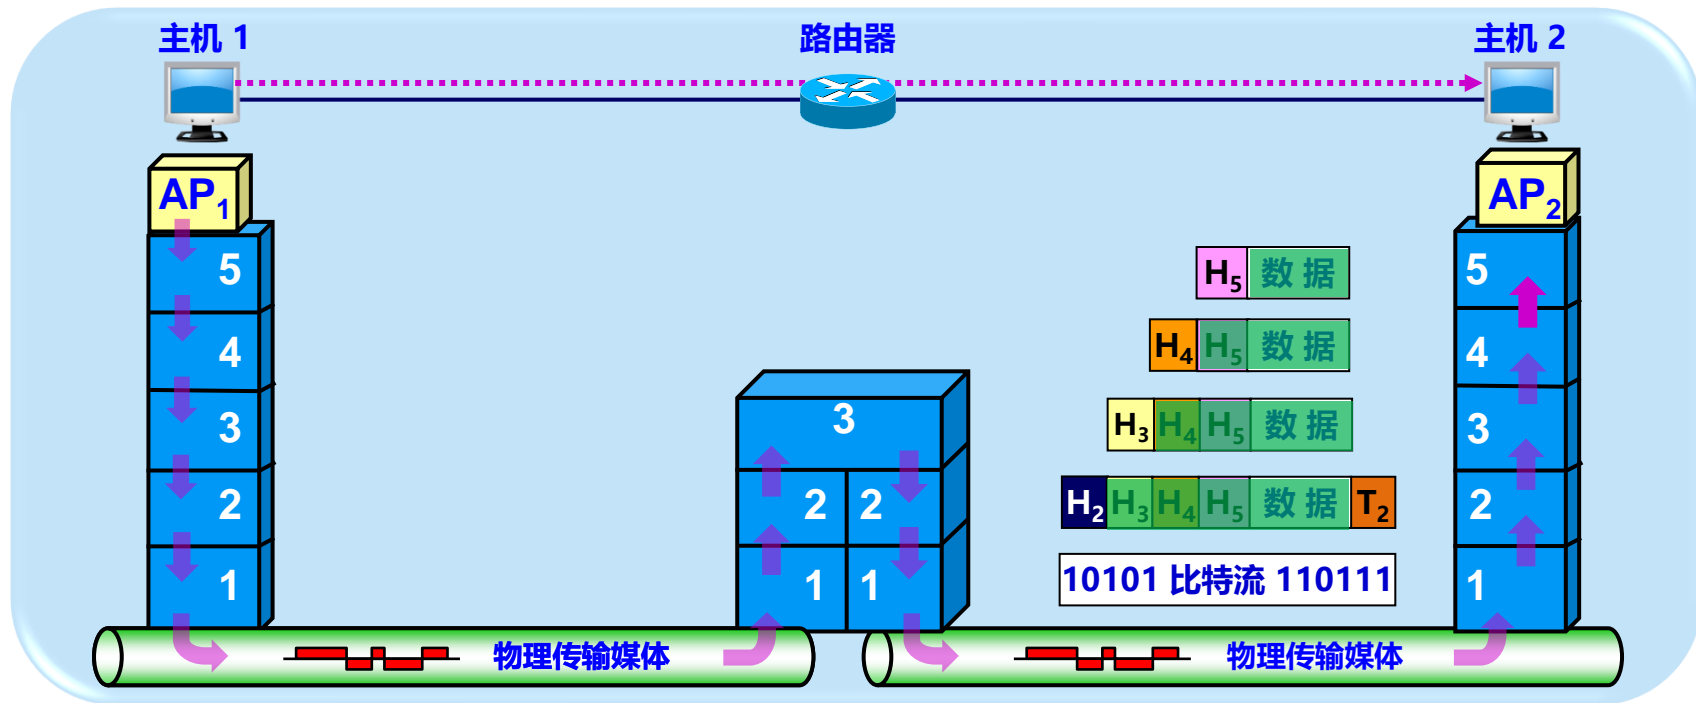 主机 1
路由器
主机 2
AP1
AP2
5
4
3
2
1
3
2 2
1 1
H5 数 据
H4 H5 数 据
H3 H4 H5 数 据
H2 H3 H4 H5 数 据 T2
10101 比特流 110111
5
4
3
2
1
物理传输媒体
物理传输媒体